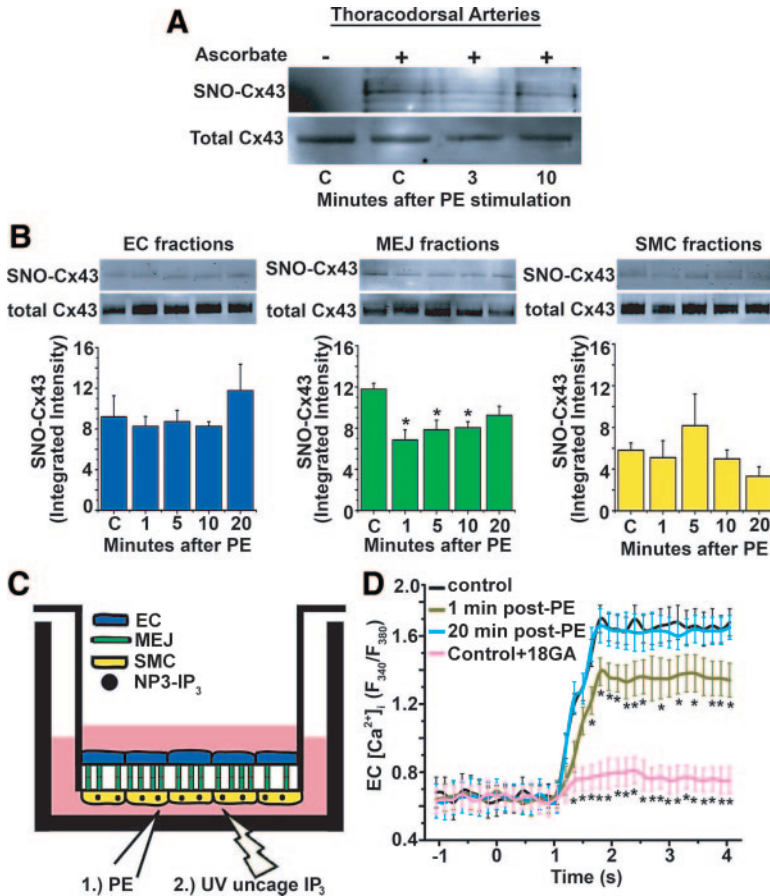 Thoracodorsal Arteries
A
Ascorbate - + + +
SNO-Cx43
Total Cx43
C C 3 10
Minutes after PE stimulation
B
EC fractions
SNO-Cx43
total Cx43
SNO-Cx43
(Integrated Intensity)
16
12
8
4
0
C 1 5 10 20
Minutes after PE
MEJ fractions
SNO-Cx43
total Cx43
SNO-Cx43
(Integrated Intensity)
16
12
8
4
0
* * *
C 1 5 10 20
Minutes after PE
SMC fractions
SNO-Cx43
total Cx43
SNO-Cx43
(Integrated Intensity)
16
12
8
4
0
C 1 5 10 20
Minutes after PE
C
EC
MEJ
SMC
NP3-IP₃
1.) PE
2.) UV uncage IP₃
D
control
1 min post-PE
20 min post-PE
Control+18GA
EC [Ca²⁺]ᵢ (F₃₄₀/F₃₈₀)
2.0
1.6
1.2
0.8
0.4
-1 0 1 2 3 4
Time (s)